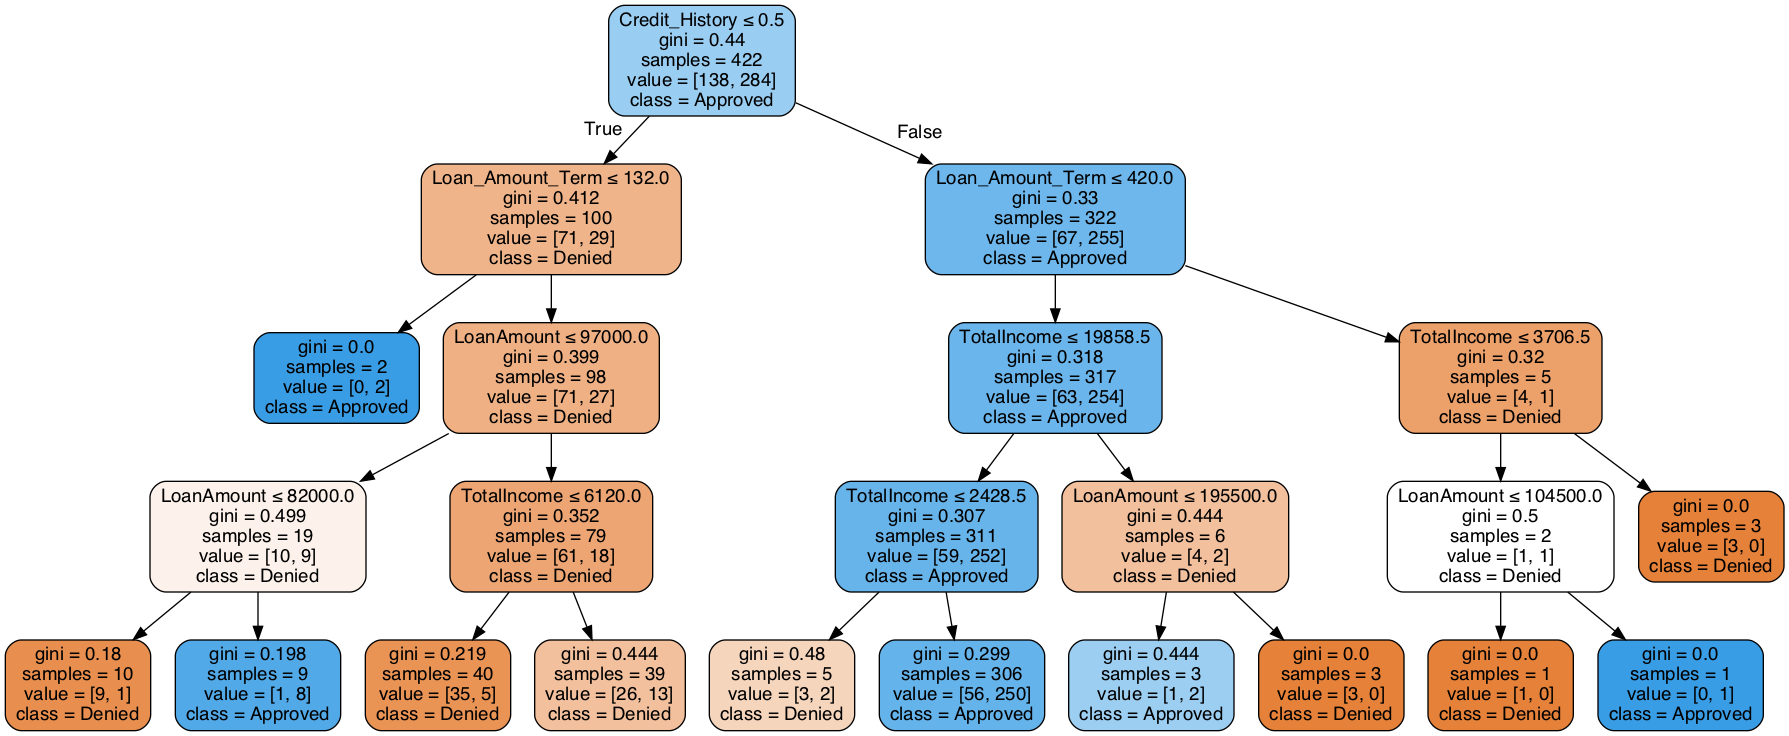 Credit_History ≤ 0.5
gini = 0.44
samples = 422
value = [138, 284]
class = Approved
True
False
Loan_Amount_Term ≤ 132.0
gini = 0.412
samples = 100
value = [71, 29]
class = Denied
Loan_Amount_Term ≤ 420.0
gini = 0.33
samples = 322
value = [67, 255]
class = Approved
gini = 0.0
samples = 2
value = [0, 2]
class = Approved
LoanAmount ≤ 97000.0
gini = 0.399
samples = 98
value = [71, 27]
class = Denied
TotalIncome ≤ 19858.5
gini = 0.318
samples = 317
value = [63, 254]
class = Approved
TotalIncome ≤ 3706.5
gini = 0.32
samples = 5
value = [4, 1]
class = Denied
LoanAmount ≤ 82000.0
gini = 0.499
samples = 19
value = [10, 9]
class = Denied
TotalIncome ≤ 6120.0
gini = 0.352
samples = 79
value = [61, 18]
class = Denied
TotalIncome ≤ 2428.5
gini = 0.307
samples = 311
value = [59, 252]
class = Approved
LoanAmount ≤ 195500.0
gini = 0.444
samples = 6
value = [4, 2]
class = Denied
LoanAmount ≤ 104500.0
gini = 0.5
samples = 2
value = [1, 1]
class = Denied
gini = 0.0
samples = 3
value = [3, 0]
class = Denied
gini = 0.18
samples = 10
value = [9, 1]
class = Denied
gini = 0.198
samples = 9
value = [1, 8]
class = Approved
gini = 0.219
samples = 40
value = [35, 5]
class = Denied
gini = 0.444
samples = 39
value = [26, 13]
class = Denied
gini = 0.48
samples = 5
value = [3, 2]
class = Denied
gini = 0.299
samples = 306
value = [56, 250]
class = Approved
gini = 0.444
samples = 3
value = [1, 2]
class = Approved
gini = 0.0
samples = 3
value = [3, 0]
class = Denied
gini = 0.0
samples = 1
value = [1, 0]
class = Denied
gini = 0.0
samples = 1
value = [0, 1]
class = Approved